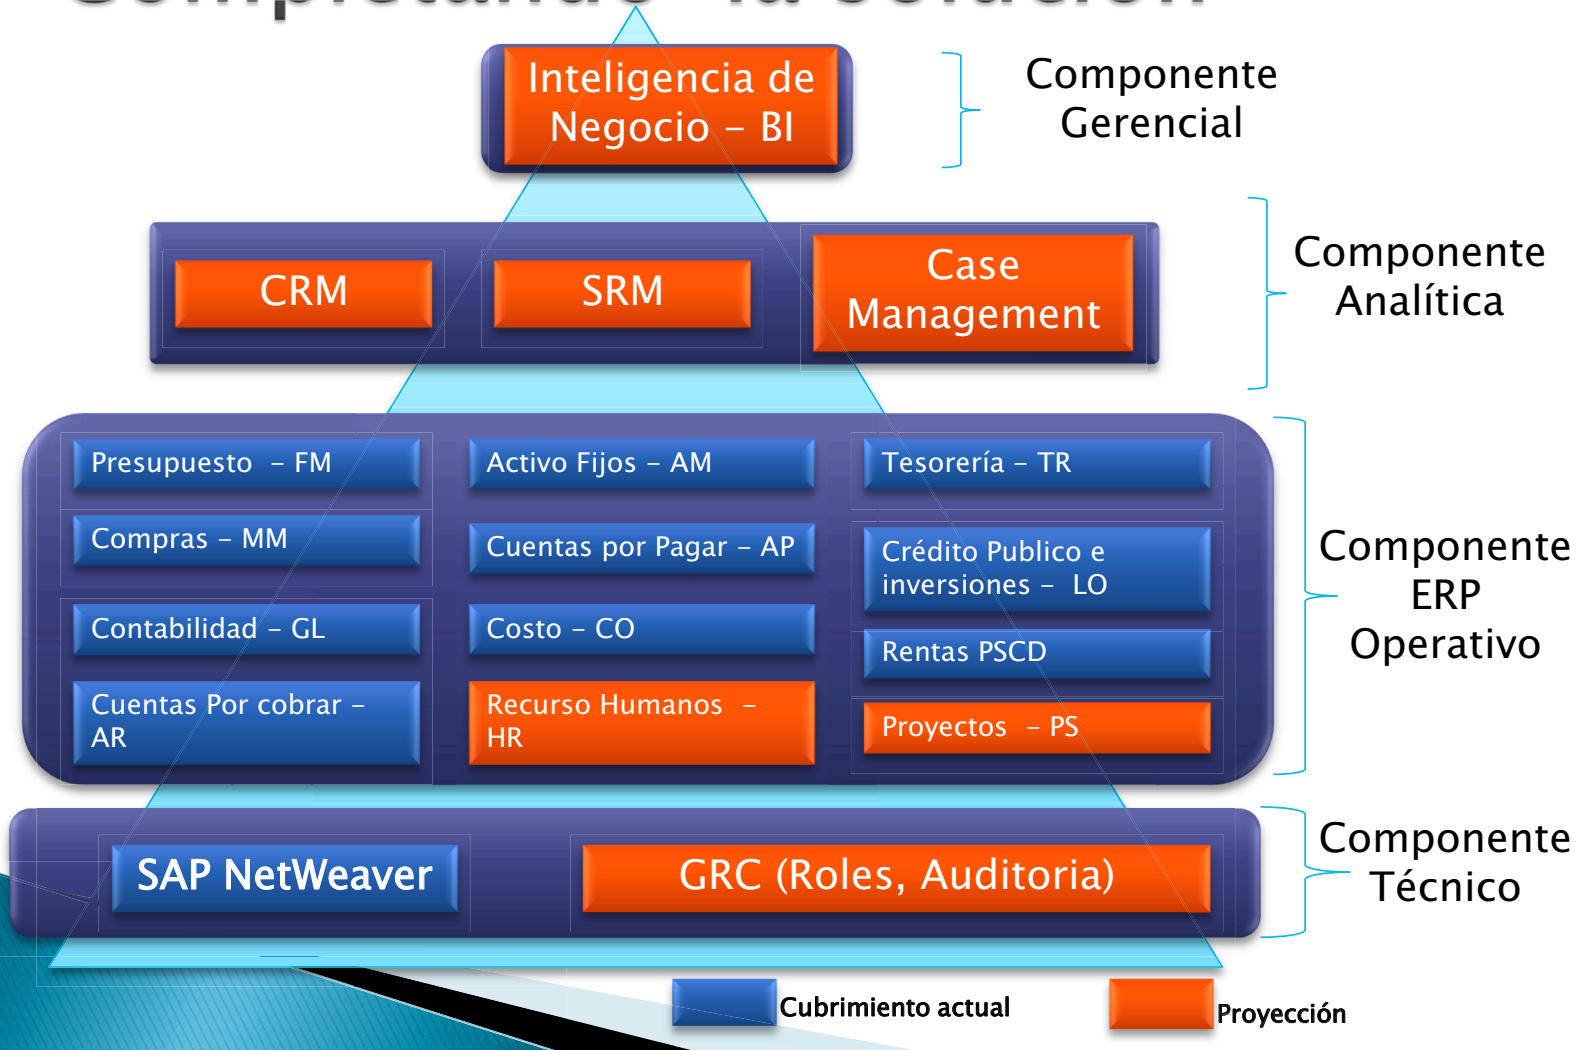 Completando la solución
Inteligencia de
Negocio – BI
Componente
Gerencial
CRM
SRM
Case
Management
Componente
Analítica
Presupuesto – FM
Activo Fijos – AM
Tesorería – TR
Compras – MM
Cuentas por Pagar – AP
Crédito Publico e
inversiones – LO
Contabilidad – GL
Costo – CO
Rentas PSCD
Cuentas Por cobrar –
AR
Recurso Humanos –
HR
Proyectos – PS
Componente
ERP
Operativo
SAP NetWeaver
GRC (Roles, Auditoria)
Componente
Técnico
Cubrimiento actual
Proyección